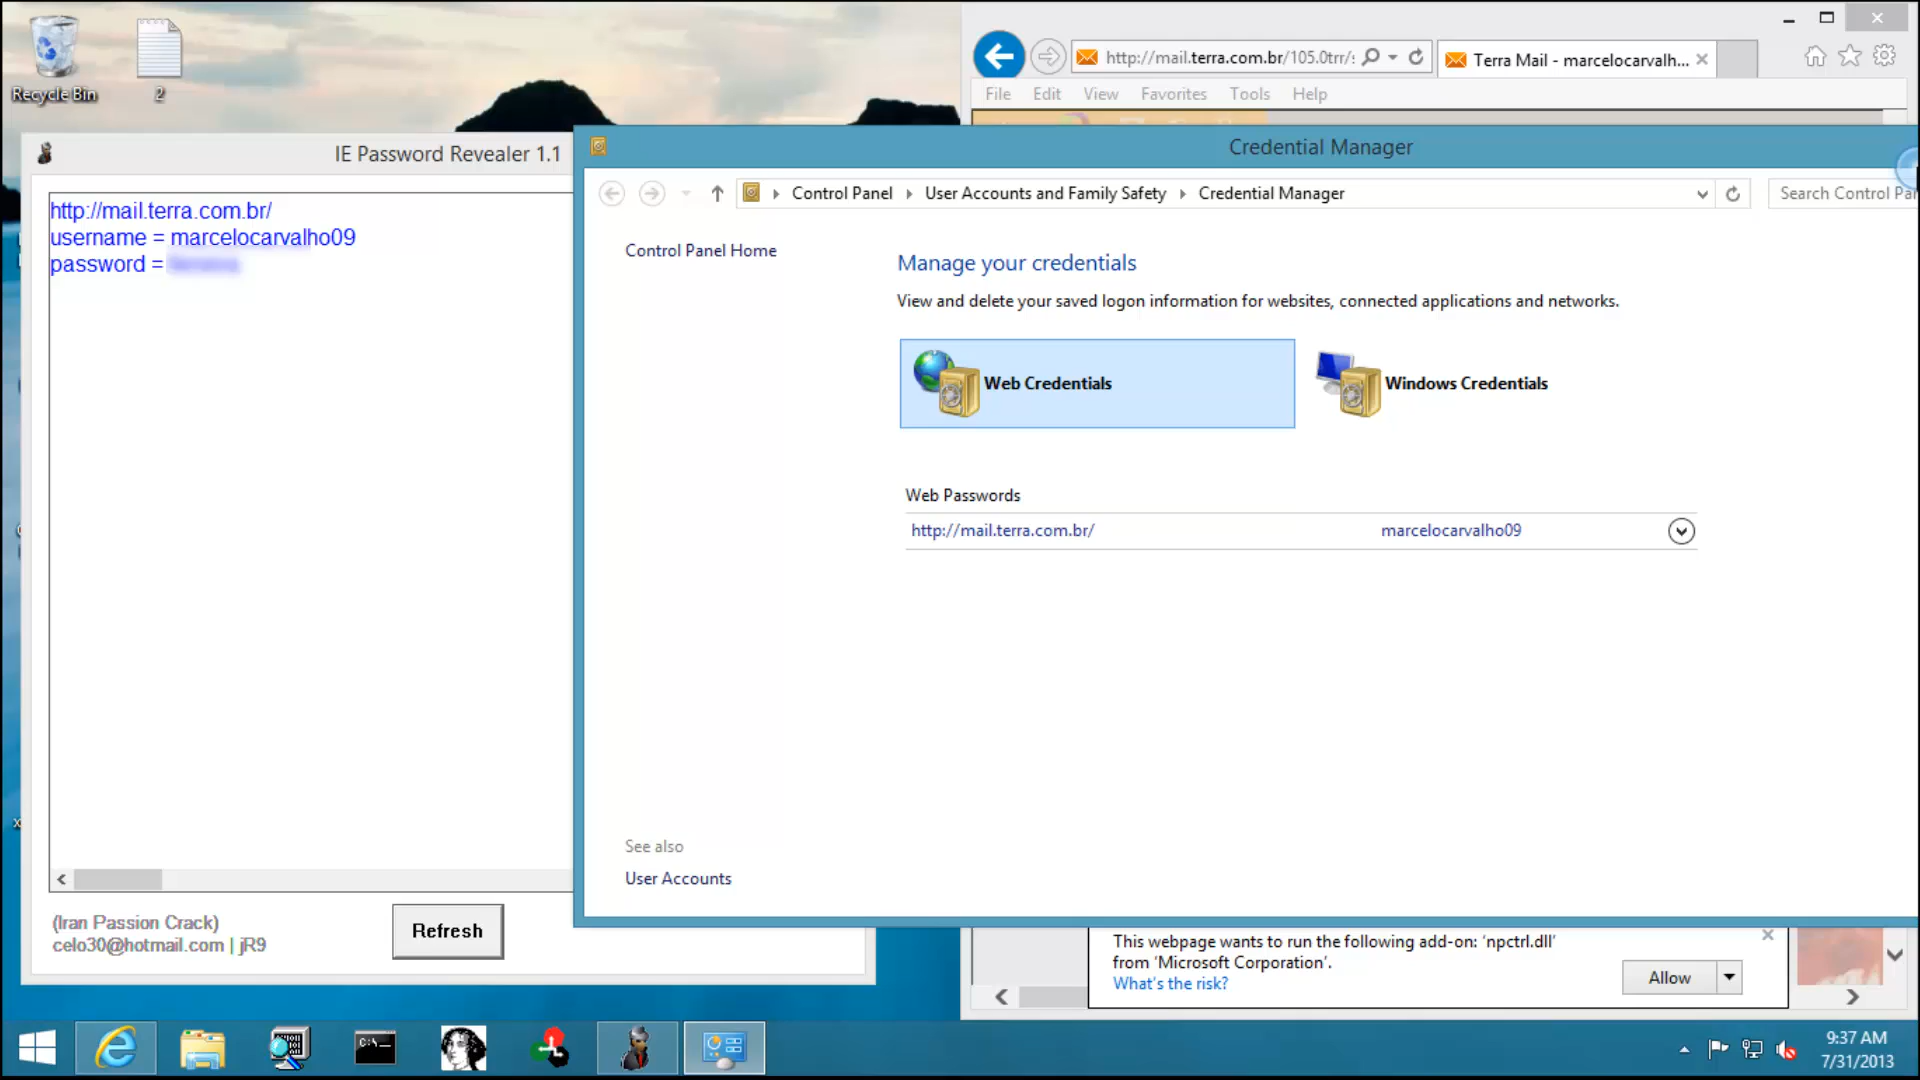 Recycle Bin
2
http://mail.terra.com.br/105.0trr/
Terra Mail - marcelocarvalh...
File Edit View Favorites Tools Help
IE Password Revealer 1.1
http://mail.terra.com.br/
username = marcelocarvalho09
password =
(Iran Passion Crack)
celo30@hotmail.com | jR9
Refresh
Credential Manager
Control Panel User Accounts and Family Safety Credential Manager
Search Control
Control Panel Home
Manage your credentials
View and delete your saved logon information for websites, connected applications and networks.
Web Credentials
Windows Credentials
Web Passwords
http://mail.terra.com.br/ marcelocarvalho09
See also
User Accounts
This webpage wants to run the following add-on: 'npctrl.dll'
from 'Microsoft Corporation'.
What's the risk?
Allow
C:\
9:37 AM
7/31/2013